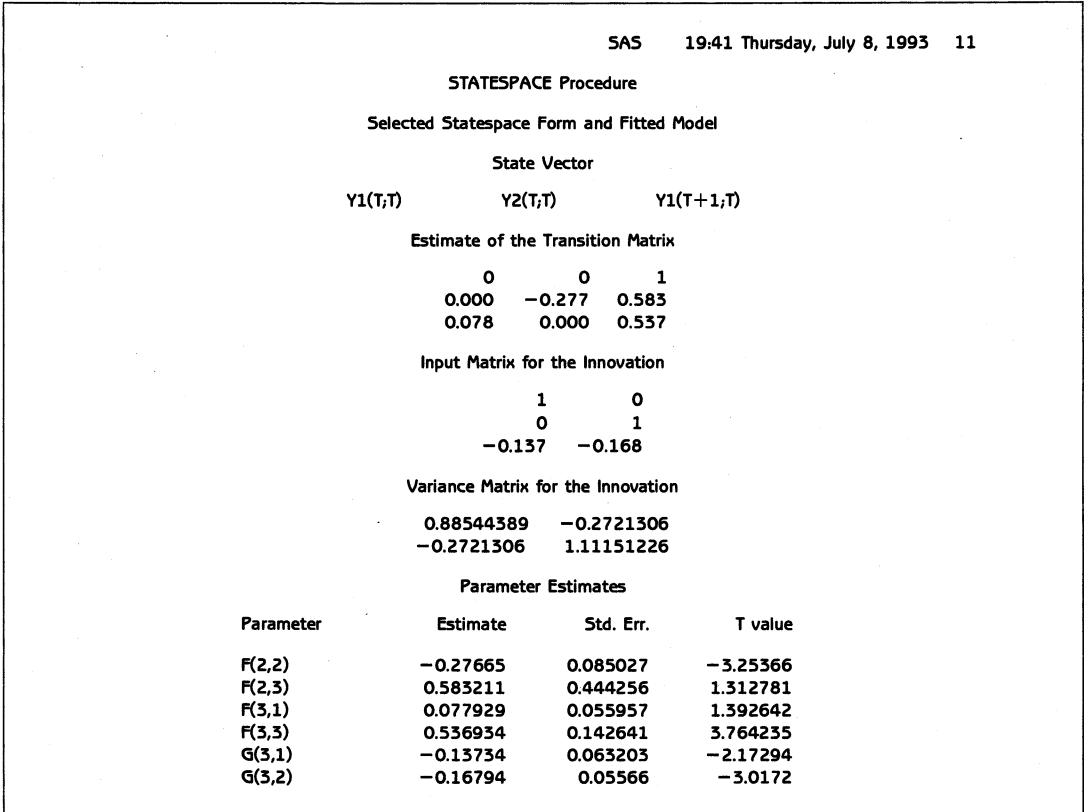 SAS 19:41 Thursday, July 8, 1993 11
STATESPACE Procedure
Selected Statespace Form and Fitted Model
State Vector
Y1(T;T) Y2(T;T) Y1(T+1;T)
Estimate of the Transition Matrix
0 0 1
0.000 −0.277 0.583
0.078 0.000 0.537
Input Matrix for the Innovation
1 0
0 1
−0.137 −0.168
Variance Matrix for the Innovation
0.88544389 −0.2721306
−0.2721306 1.11151226
Parameter Estimates
Parameter Estimate Std. Err. T value
F(2,2) −0.27665 0.085027 −3.25366
F(2,3) 0.583211 0.444256 1.312781
F(3,1) 0.077929 0.055957 1.392642
F(3,3) 0.536934 0.142641 3.764235
G(3,1) −0.13734 0.063203 −2.17294
G(3,2) −0.16794 0.05566 −3.0172